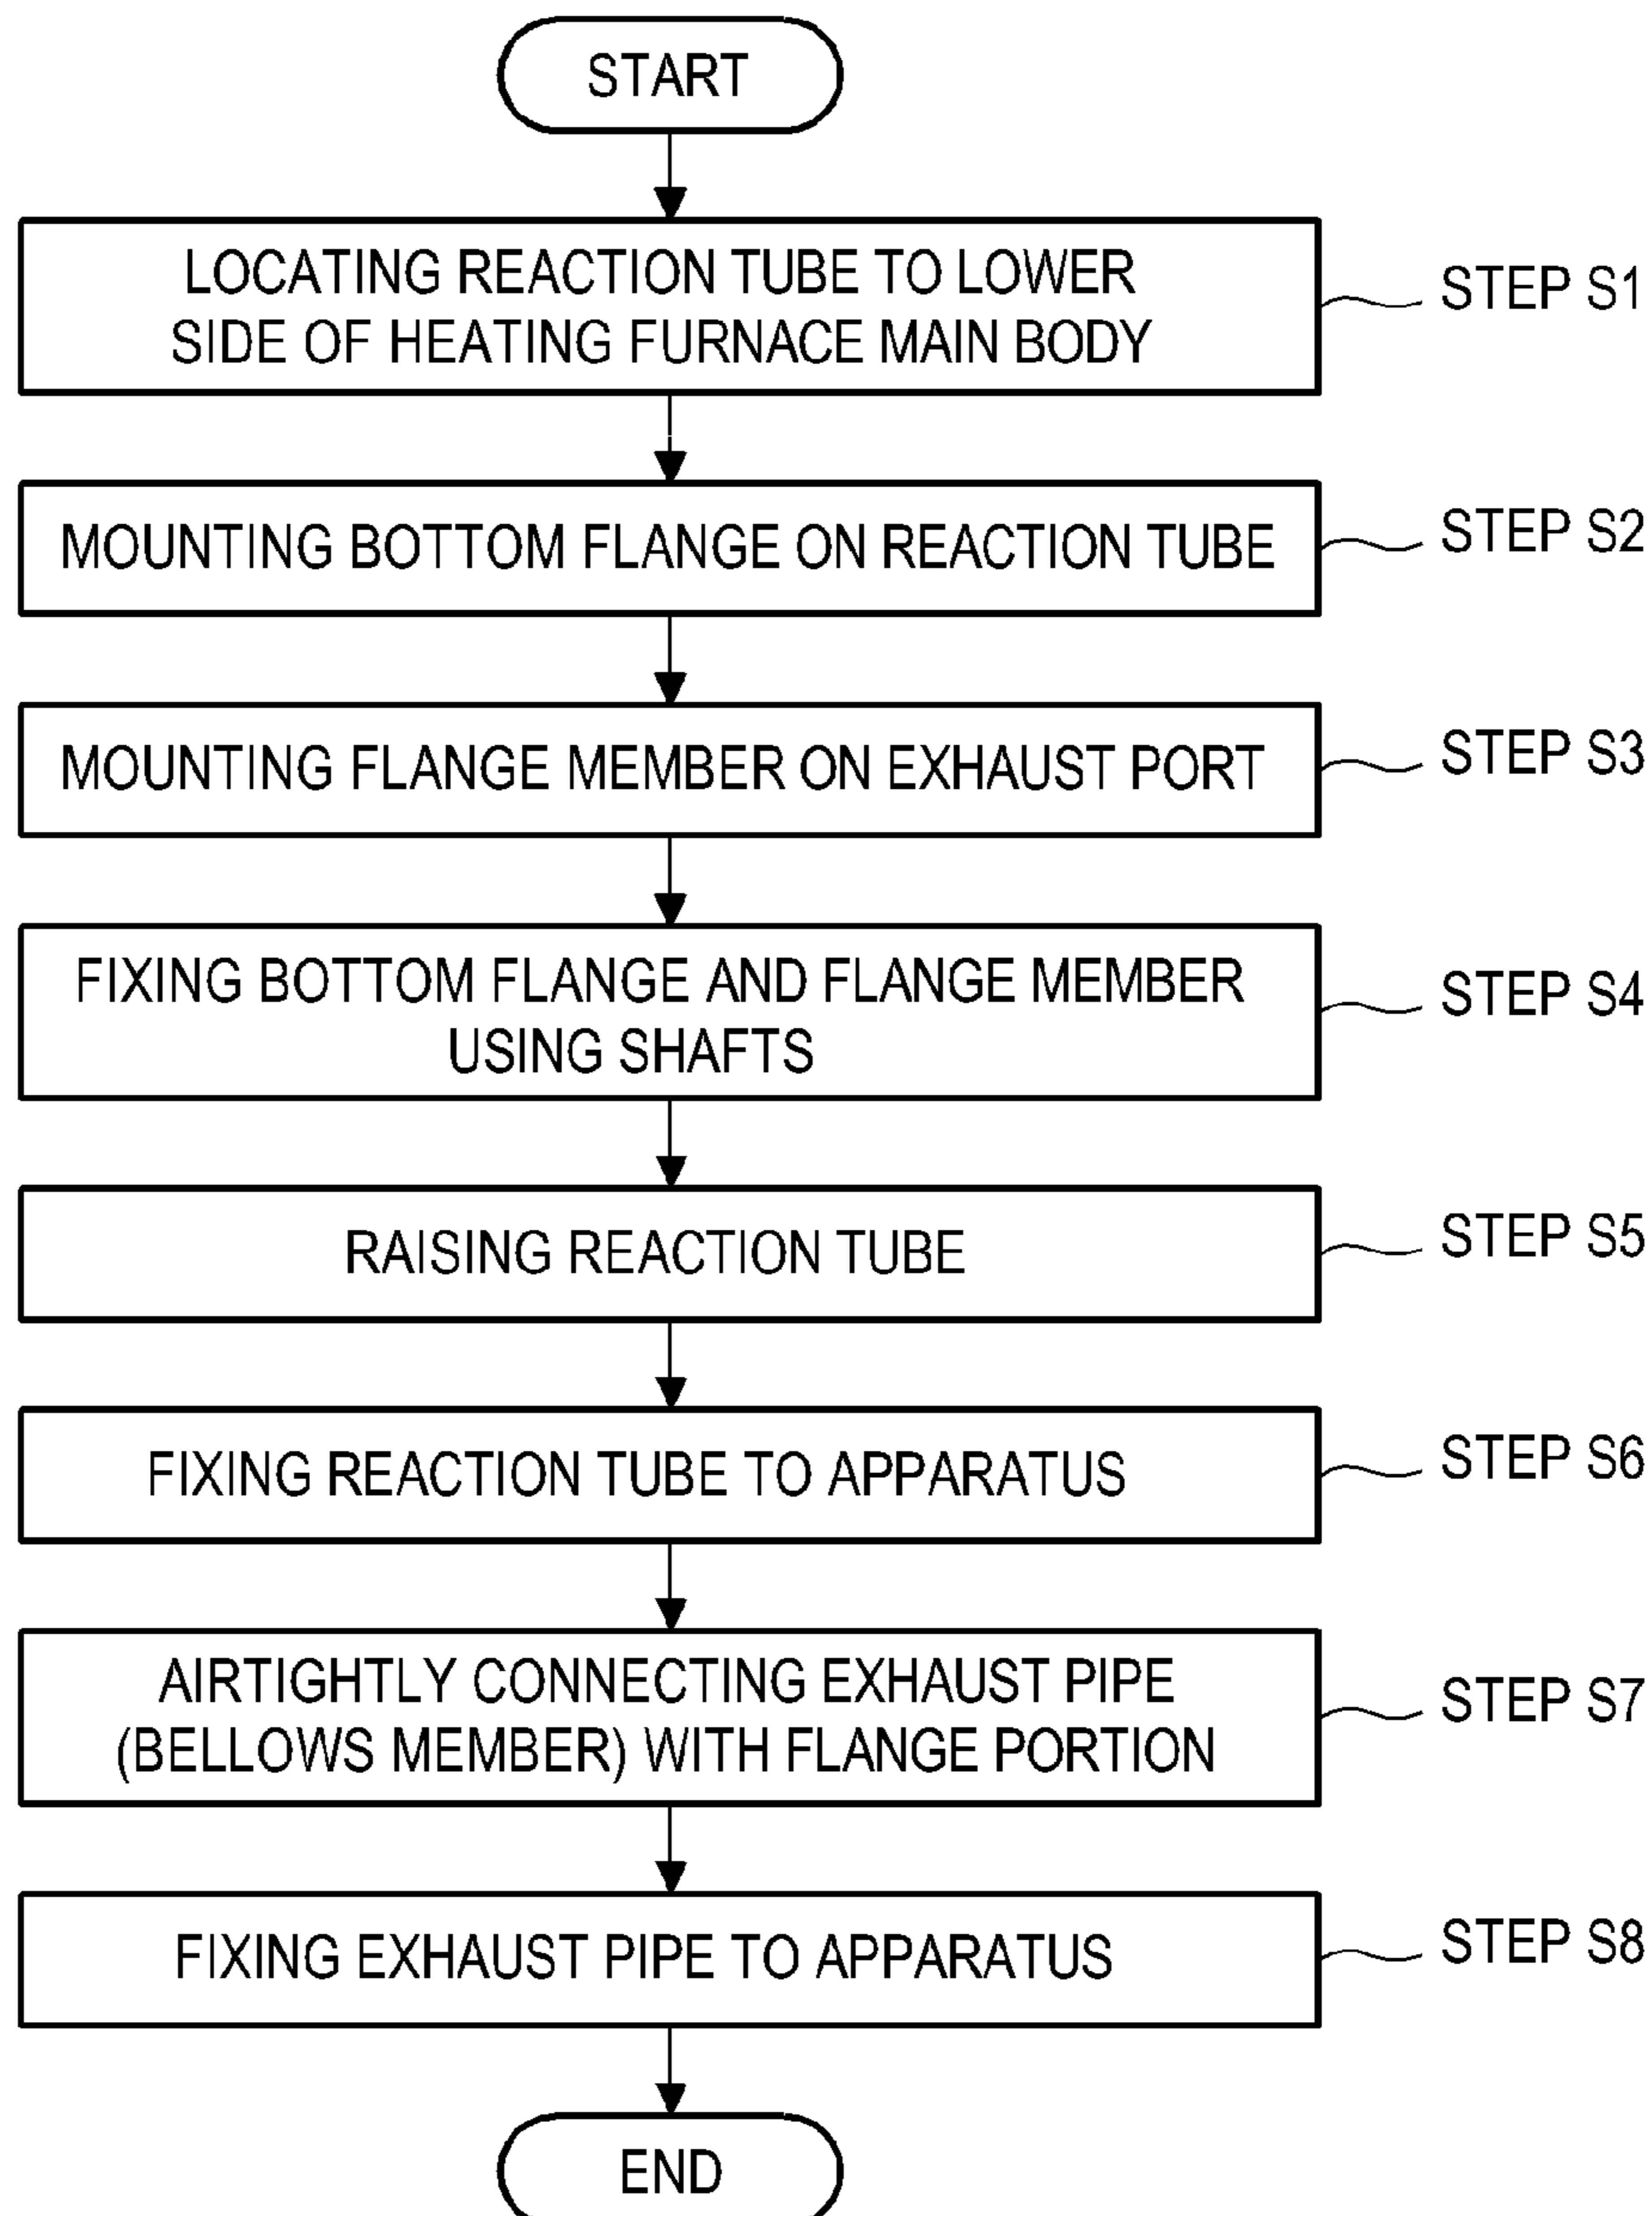 START
LOCATING REACTION TUBE TO LOWER
SIDE OF HEATING FURNACE MAIN BODY
STEP S1
MOUNTING BOTTOM FLANGE ON REACTION TUBE
STEP S2
MOUNTING FLANGE MEMBER ON EXHAUST PORT
STEP S3
FIXING BOTTOM FLANGE AND FLANGE MEMBER
USING SHAFTS
STEP S4
RAISING REACTION TUBE
STEP S5
FIXING REACTION TUBE TO APPARATUS
STEP S6
AIRTIGHTLY CONNECTING EXHAUST PIPE
(BELLOWS MEMBER) WITH FLANGE PORTION
STEP S7
FIXING EXHAUST PIPE TO APPARATUS
STEP S8
END